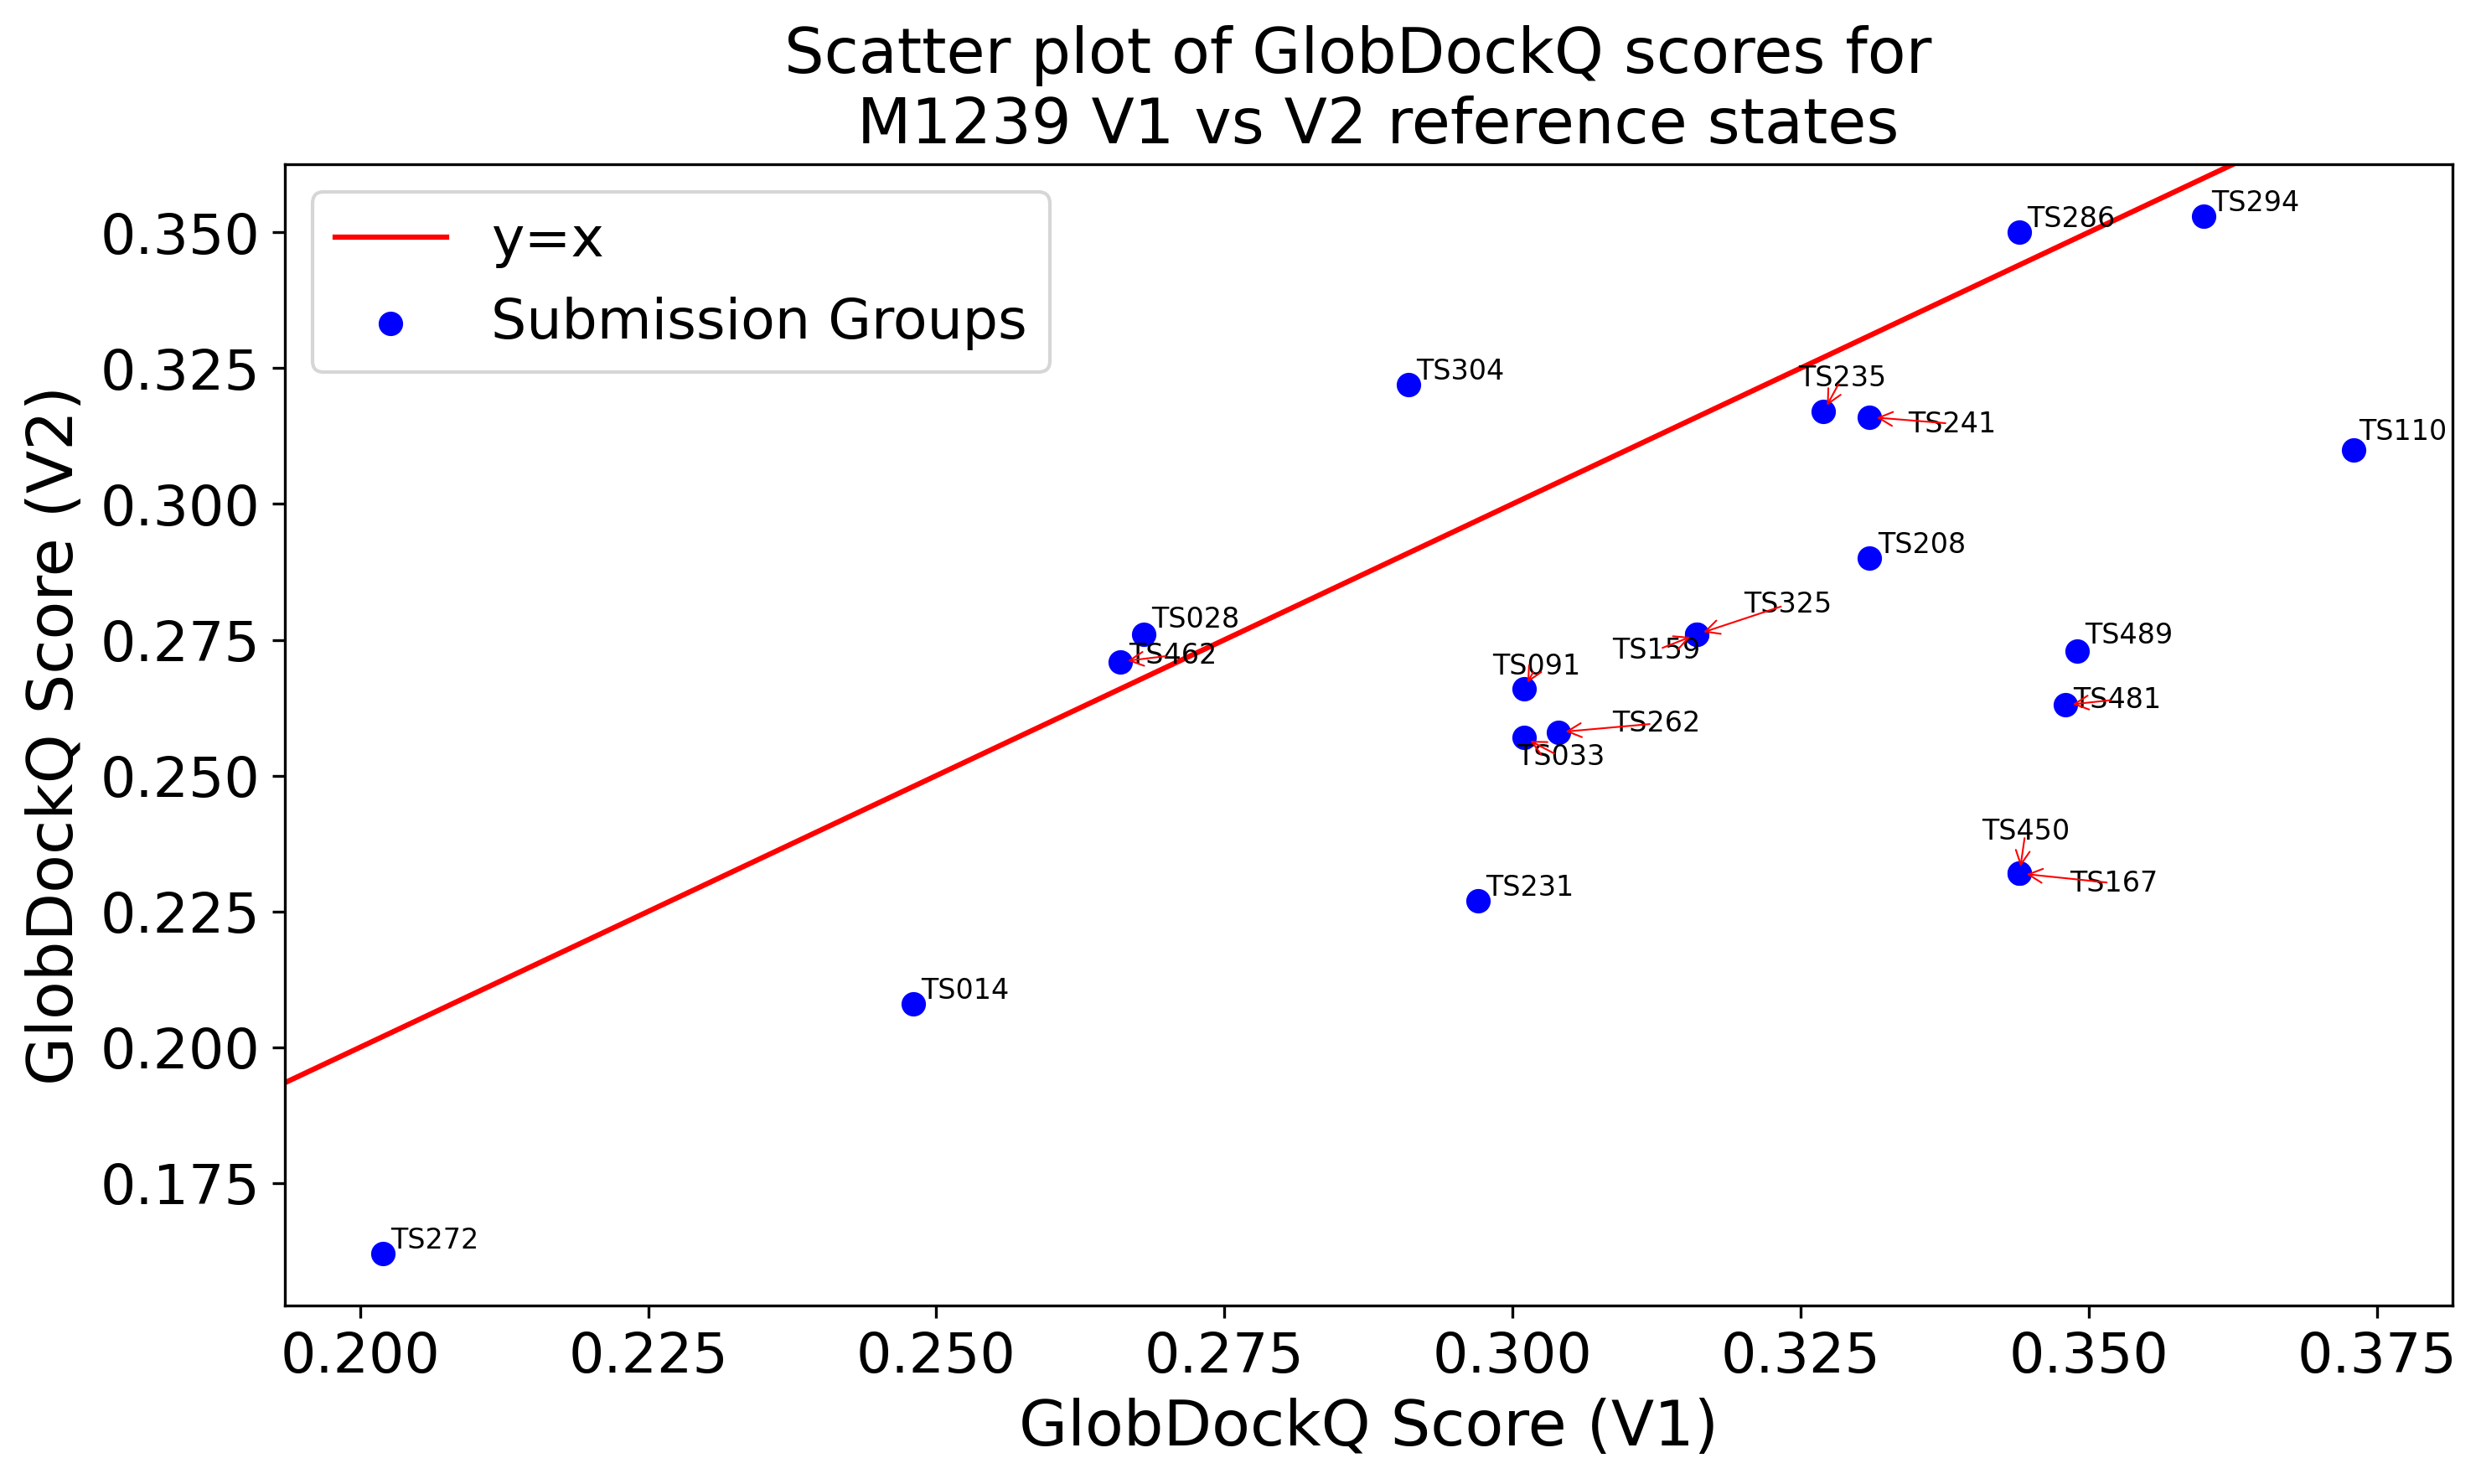 Scatter plot of GlobDockQ scores for
M1239 V1 vs V2 reference states
y=x
Submission Groups
GlobDockQ Score (V2)
0.350
0.325
0.300
0.275
0.250
0.225
0.200
0.175
TS294
TS286
TS304
TS235
TS241
TS110
TS208
TS325
TS028
TS489
TS159
TS462
TS091
TS481
TS262
TS033
TS450
TS167
TS231
TS014
TS272
0.200
0.225
0.250
0.275
0.300
0.325
0.350
0.375
GlobDockQ Score (V1)